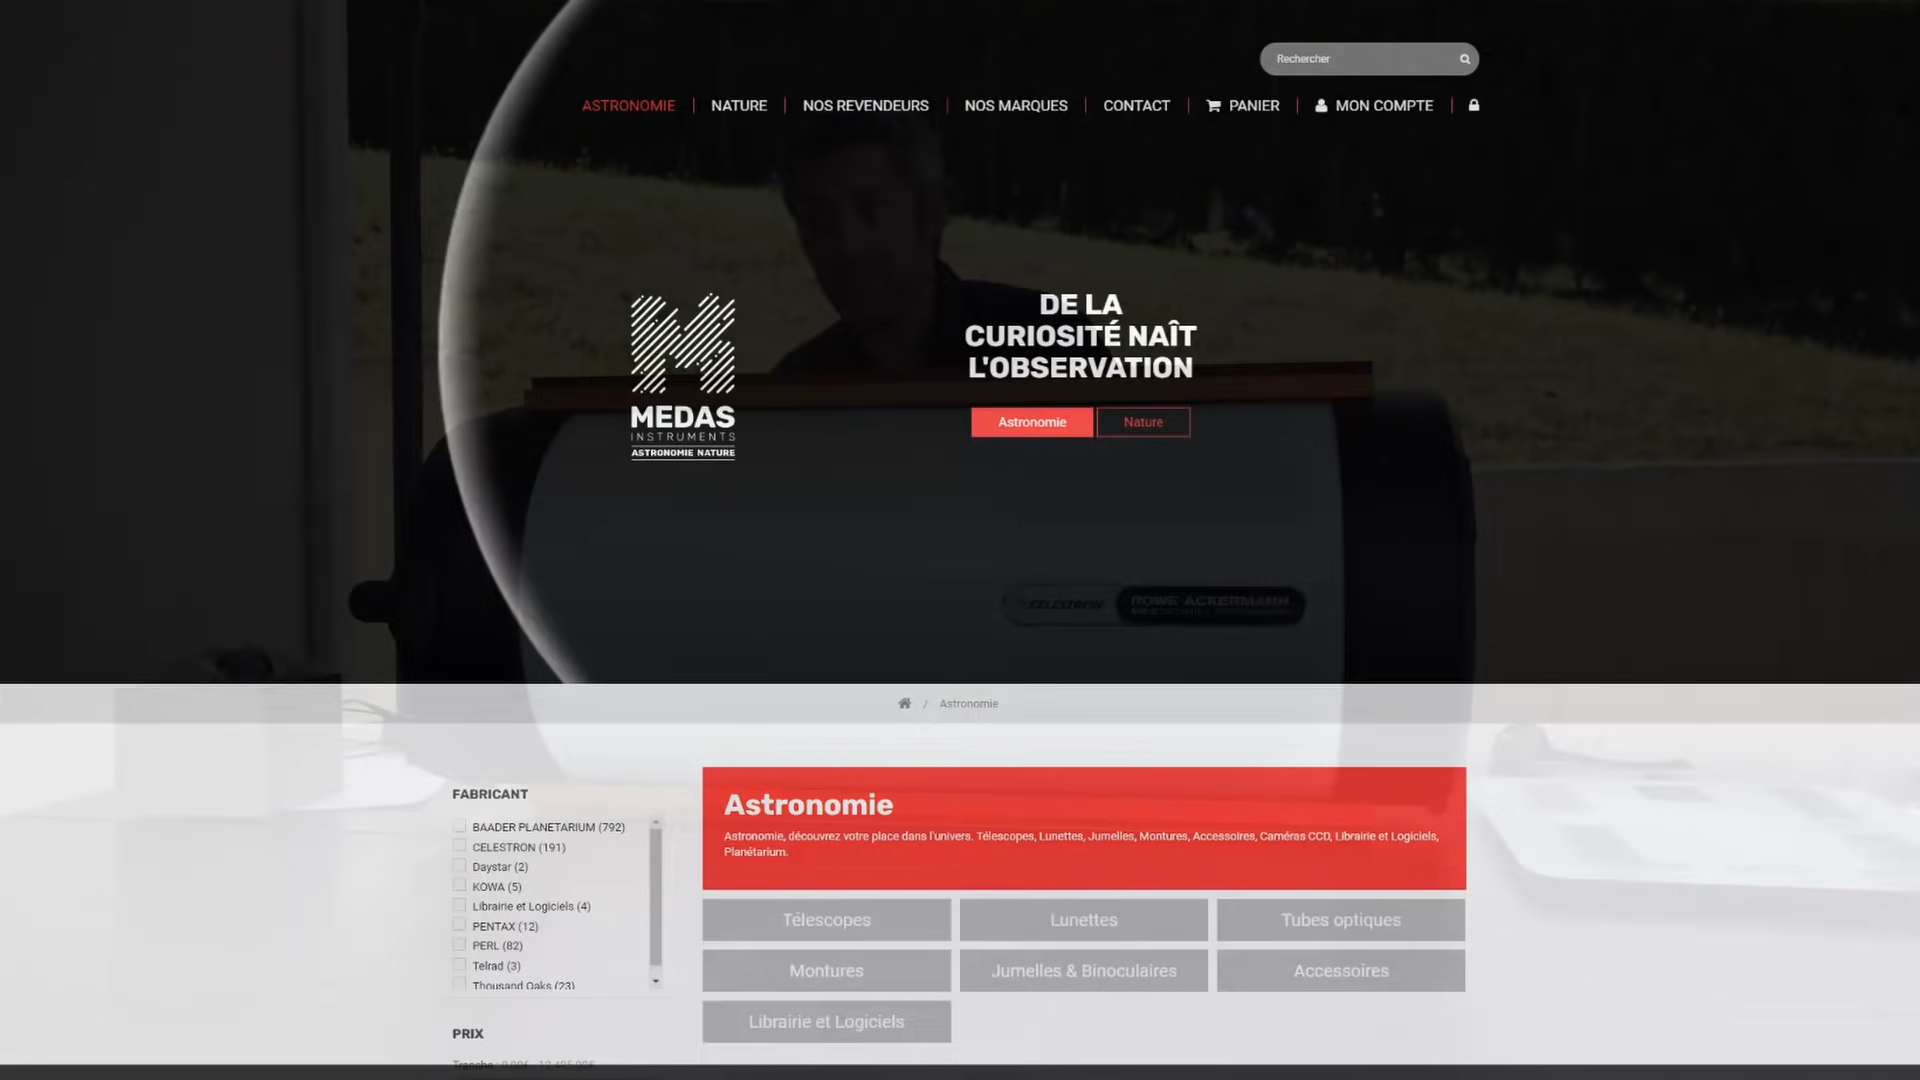 Rechercher
ASTRONOMIE
NATURE
NOS REVENDEURS
NOS MARQUES
CONTACT
PANIER
MON COMPTE
MEDAS
INSTRUMENTS
ASTRONOMIE NATURE
DE LA
CURIOSITÉ NAÎT
L'OBSERVATION
Astronomie
Nature
CELESTRON
ROWE-ACKERMANN
/ Astronomie
FABRICANT
BAADER PLANETARIUM (792)
CELESTRON (191)
Daystar (2)
KOWA (5)
Librairie et Logiciels (4)
PENTAX (12)
PERL (82)
Telrad (3)
Thousand Oaks (23)
PRIX
Tranche :
Astronomie
Astronomie, découvrez votre place dans l'univers. Télescopes, Lunettes, Jumelles, Montures, Accessoires, Caméras CCD, Librairie et Logiciels,
Planétarium.
Télescopes
Lunettes
Tubes optiques
Montures
Jumelles & Binoculaires
Accessoires
Librairie et Logiciels